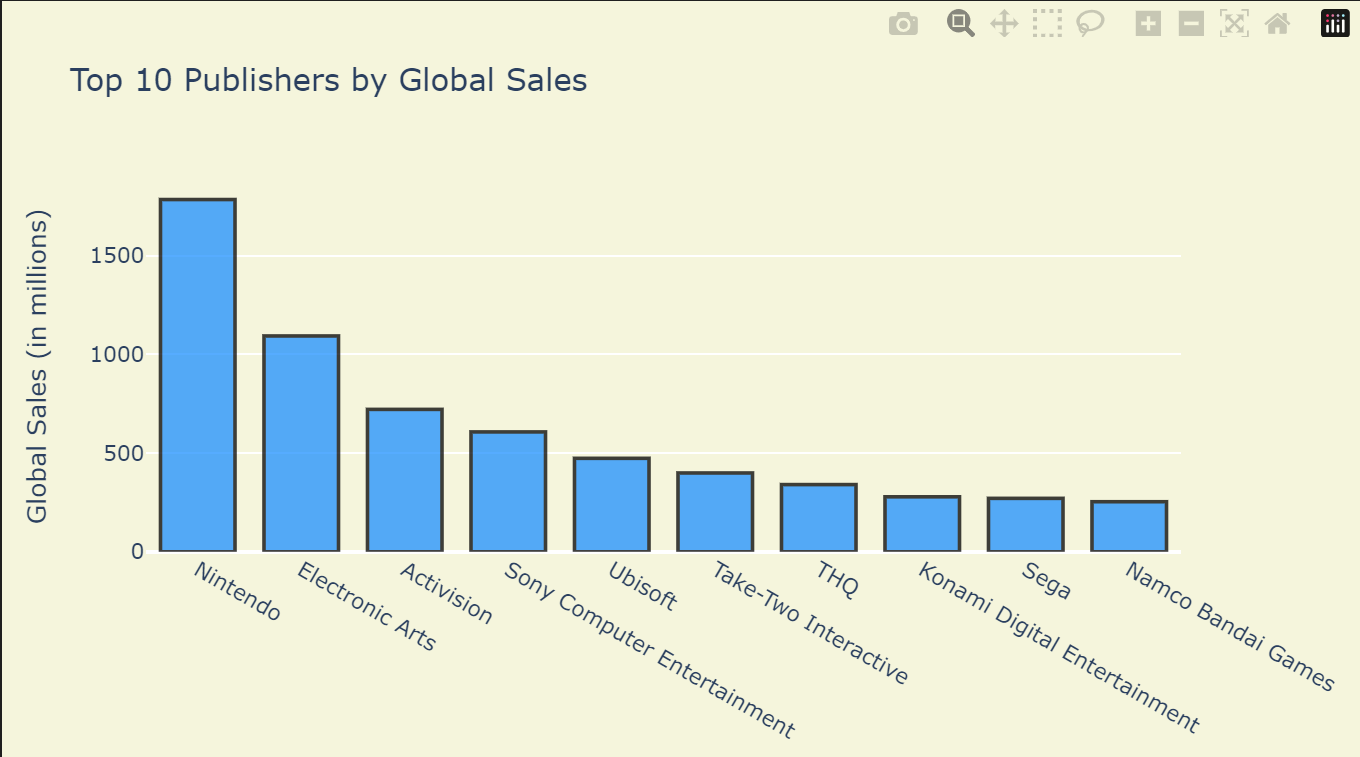 Top 10 Publishers by Global Sales
Global Sales (in millions)
1500
1000
500
0
Nintendo
Electronic Arts
Activision
Sony Computer Entertainment
Ubisoft
Take-Two Interactive
THQ
Konami Digital Entertainment
Sega
Namco Bandai Games